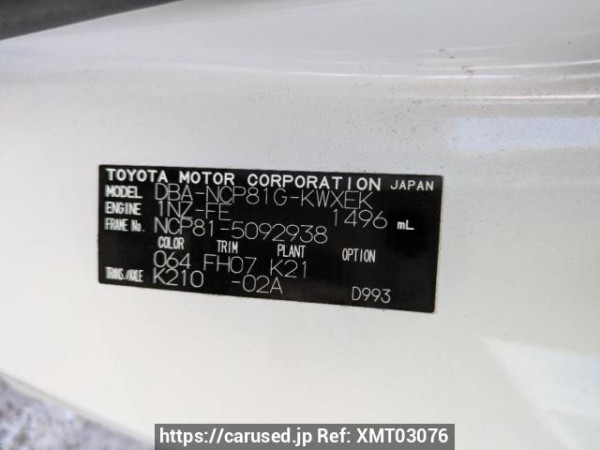 TOYOTA MOTOR CORPORATION JAPAN
MODEL DBA-NCP81G-KWXEK
ENGINE 1NZ-FE 1496 mL
FRAME No. NCP81-5092938
COLOR TRIM PLANT OPTION
064 FH07 K21
TRANS/AXLE K210 -02A
D993
https://carused.jp Ref: XMT03076